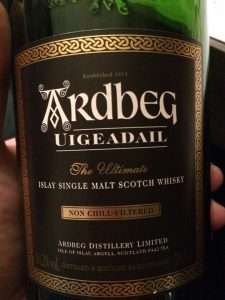 Established 1815
ARDBEG
UIGEADAIL
The Ultimate
ISLAY SINGLE MALT SCOTCH WHISKY
NON CHILL-FILTERED
ARDBEG DISTILLERY LIMITED
ISLE OF ISLAY, ARGYLL, SCOTLAND PA42 7EA
DISTILLED & BOTTLED IN SCOTLAND